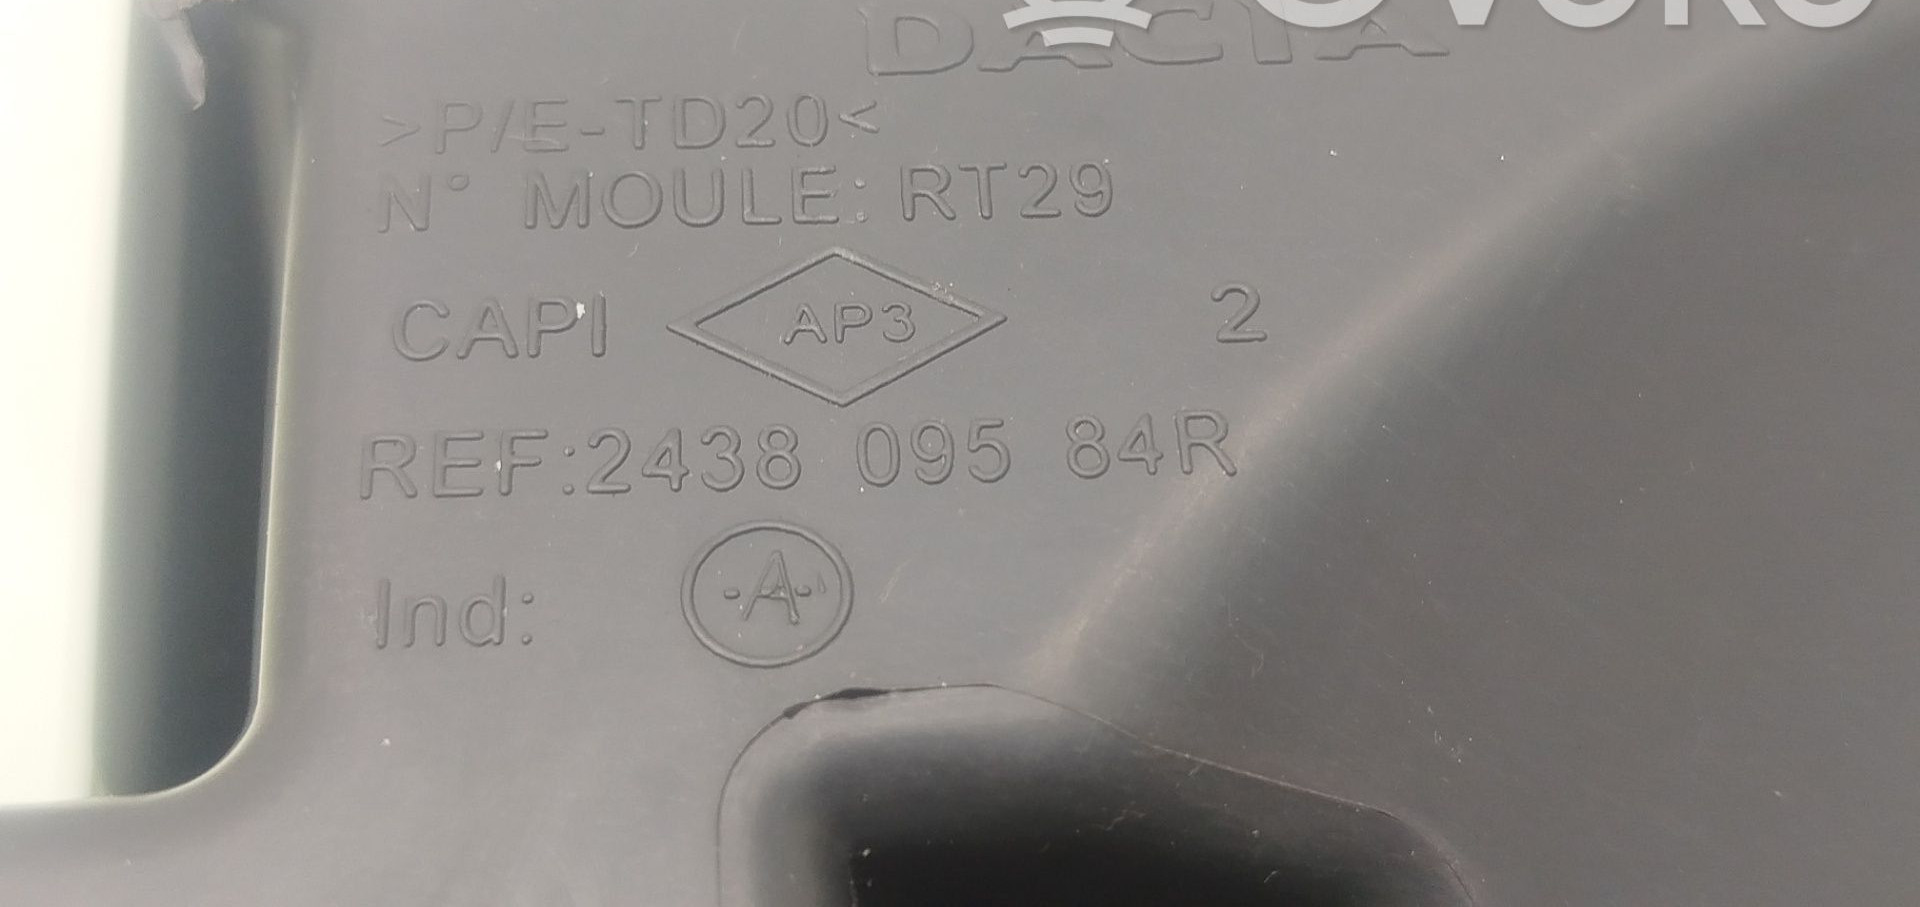 DACIA
>P/E-TD20<
N° MOULE: RT29
CAPI AP3 2
REF:2438 095 84R
Ind: -A-